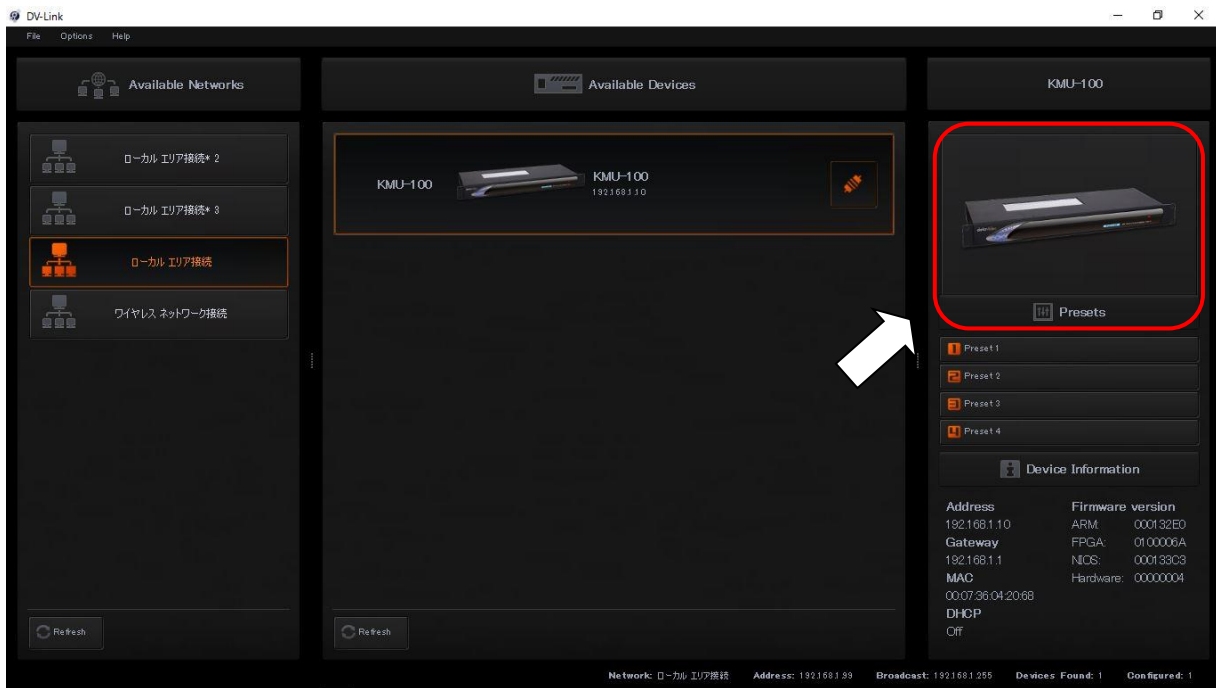 DV-Link
File Options Help
Available Networks
Available Devices
KMU-100
ローカル エリア接続* 2
ローカル エリア接続* 3
ローカル エリア接続
ワイヤレス ネットワーク接続
KMU-100
KMU-100
192.168.1.10
Presets
1 Preset 1
2 Preset 2
3 Preset 3
4 Preset 4
Device Information
Address
192.168.1.10
Gateway
192.168.1.1
MAC
00:07:36:04:20:68
DHCP
Off
Firmware version
ARM: 000132E0
FPGA: 0100006A
NIOS: 000133C3
Hardware: 00000004
Refresh
Refresh
Network: ローカル エリア接続 Address: 192.168.1.99 Broadcast: 192.168.1.255 Devices Found: 1 Configured: 1